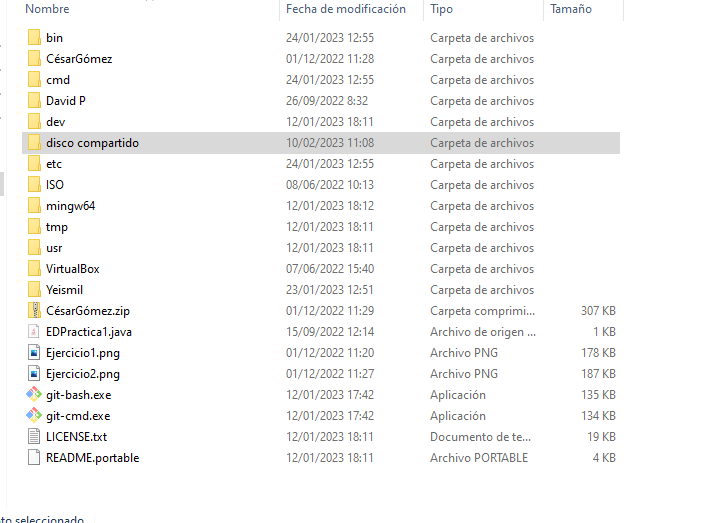 Nombre Fecha de modificación Tipo Tamaño
bin 24/01/2023 12:55 Carpeta de archivos
CésarGómez 01/12/2022 11:28 Carpeta de archivos
cmd 24/01/2023 12:55 Carpeta de archivos
David P 26/09/2022 8:32 Carpeta de archivos
dev 12/01/2023 18:11 Carpeta de archivos
disco compartido 10/02/2023 11:08 Carpeta de archivos
etc 24/01/2023 12:55 Carpeta de archivos
ISO 08/06/2022 10:13 Carpeta de archivos
mingw64 12/01/2023 18:12 Carpeta de archivos
tmp 12/01/2023 18:11 Carpeta de archivos
usr 12/01/2023 18:11 Carpeta de archivos
VirtualBox 07/06/2022 15:40 Carpeta de archivos
Yeismil 23/01/2023 12:51 Carpeta de archivos
CésarGómez.zip 01/12/2022 11:29 Carpeta comprimi... 307 KB
EDPractica1.java 15/09/2022 12:14 Archivo de origen ... 1 KB
Ejercicio1.png 01/12/2022 11:20 Archivo PNG 178 KB
Ejercicio2.png 01/12/2022 11:27 Archivo PNG 187 KB
git-bash.exe 12/01/2023 17:42 Aplicación 135 KB
git-cmd.exe 12/01/2023 17:42 Aplicación 134 KB
LICENSE.txt 12/01/2023 18:11 Documento de te... 19 KB
README.portable 12/01/2023 18:11 Archivo PORTABLE 4 KB
nto seleccionado